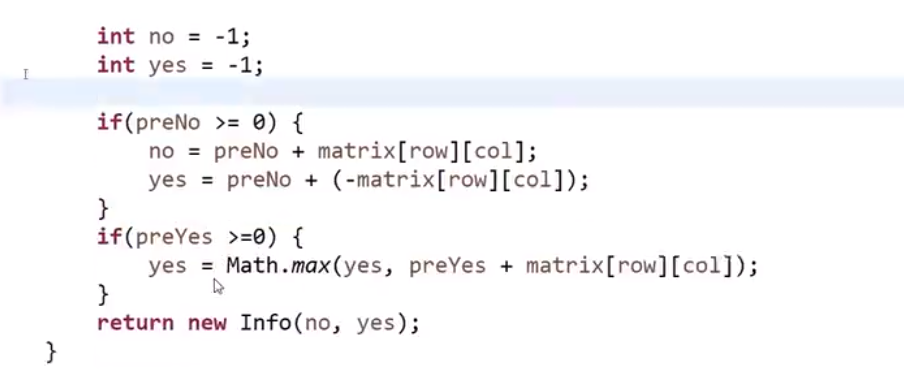 int no = -1;
int yes = -1;
if(preNo >= 0) {
no = preNo + matrix[row][col];
yes = preNo + (-matrix[row][col]);
}
if(preYes >=0) {
yes = Math.max(yes, preYes + matrix[row][col]);
}
return new Info(no, yes);
}